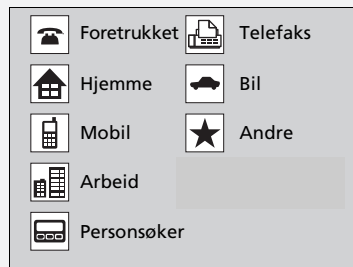 Foretrukket
Hjemme
Mobil
Arbeid
Personsøker
Telefaks
Bil
Andre